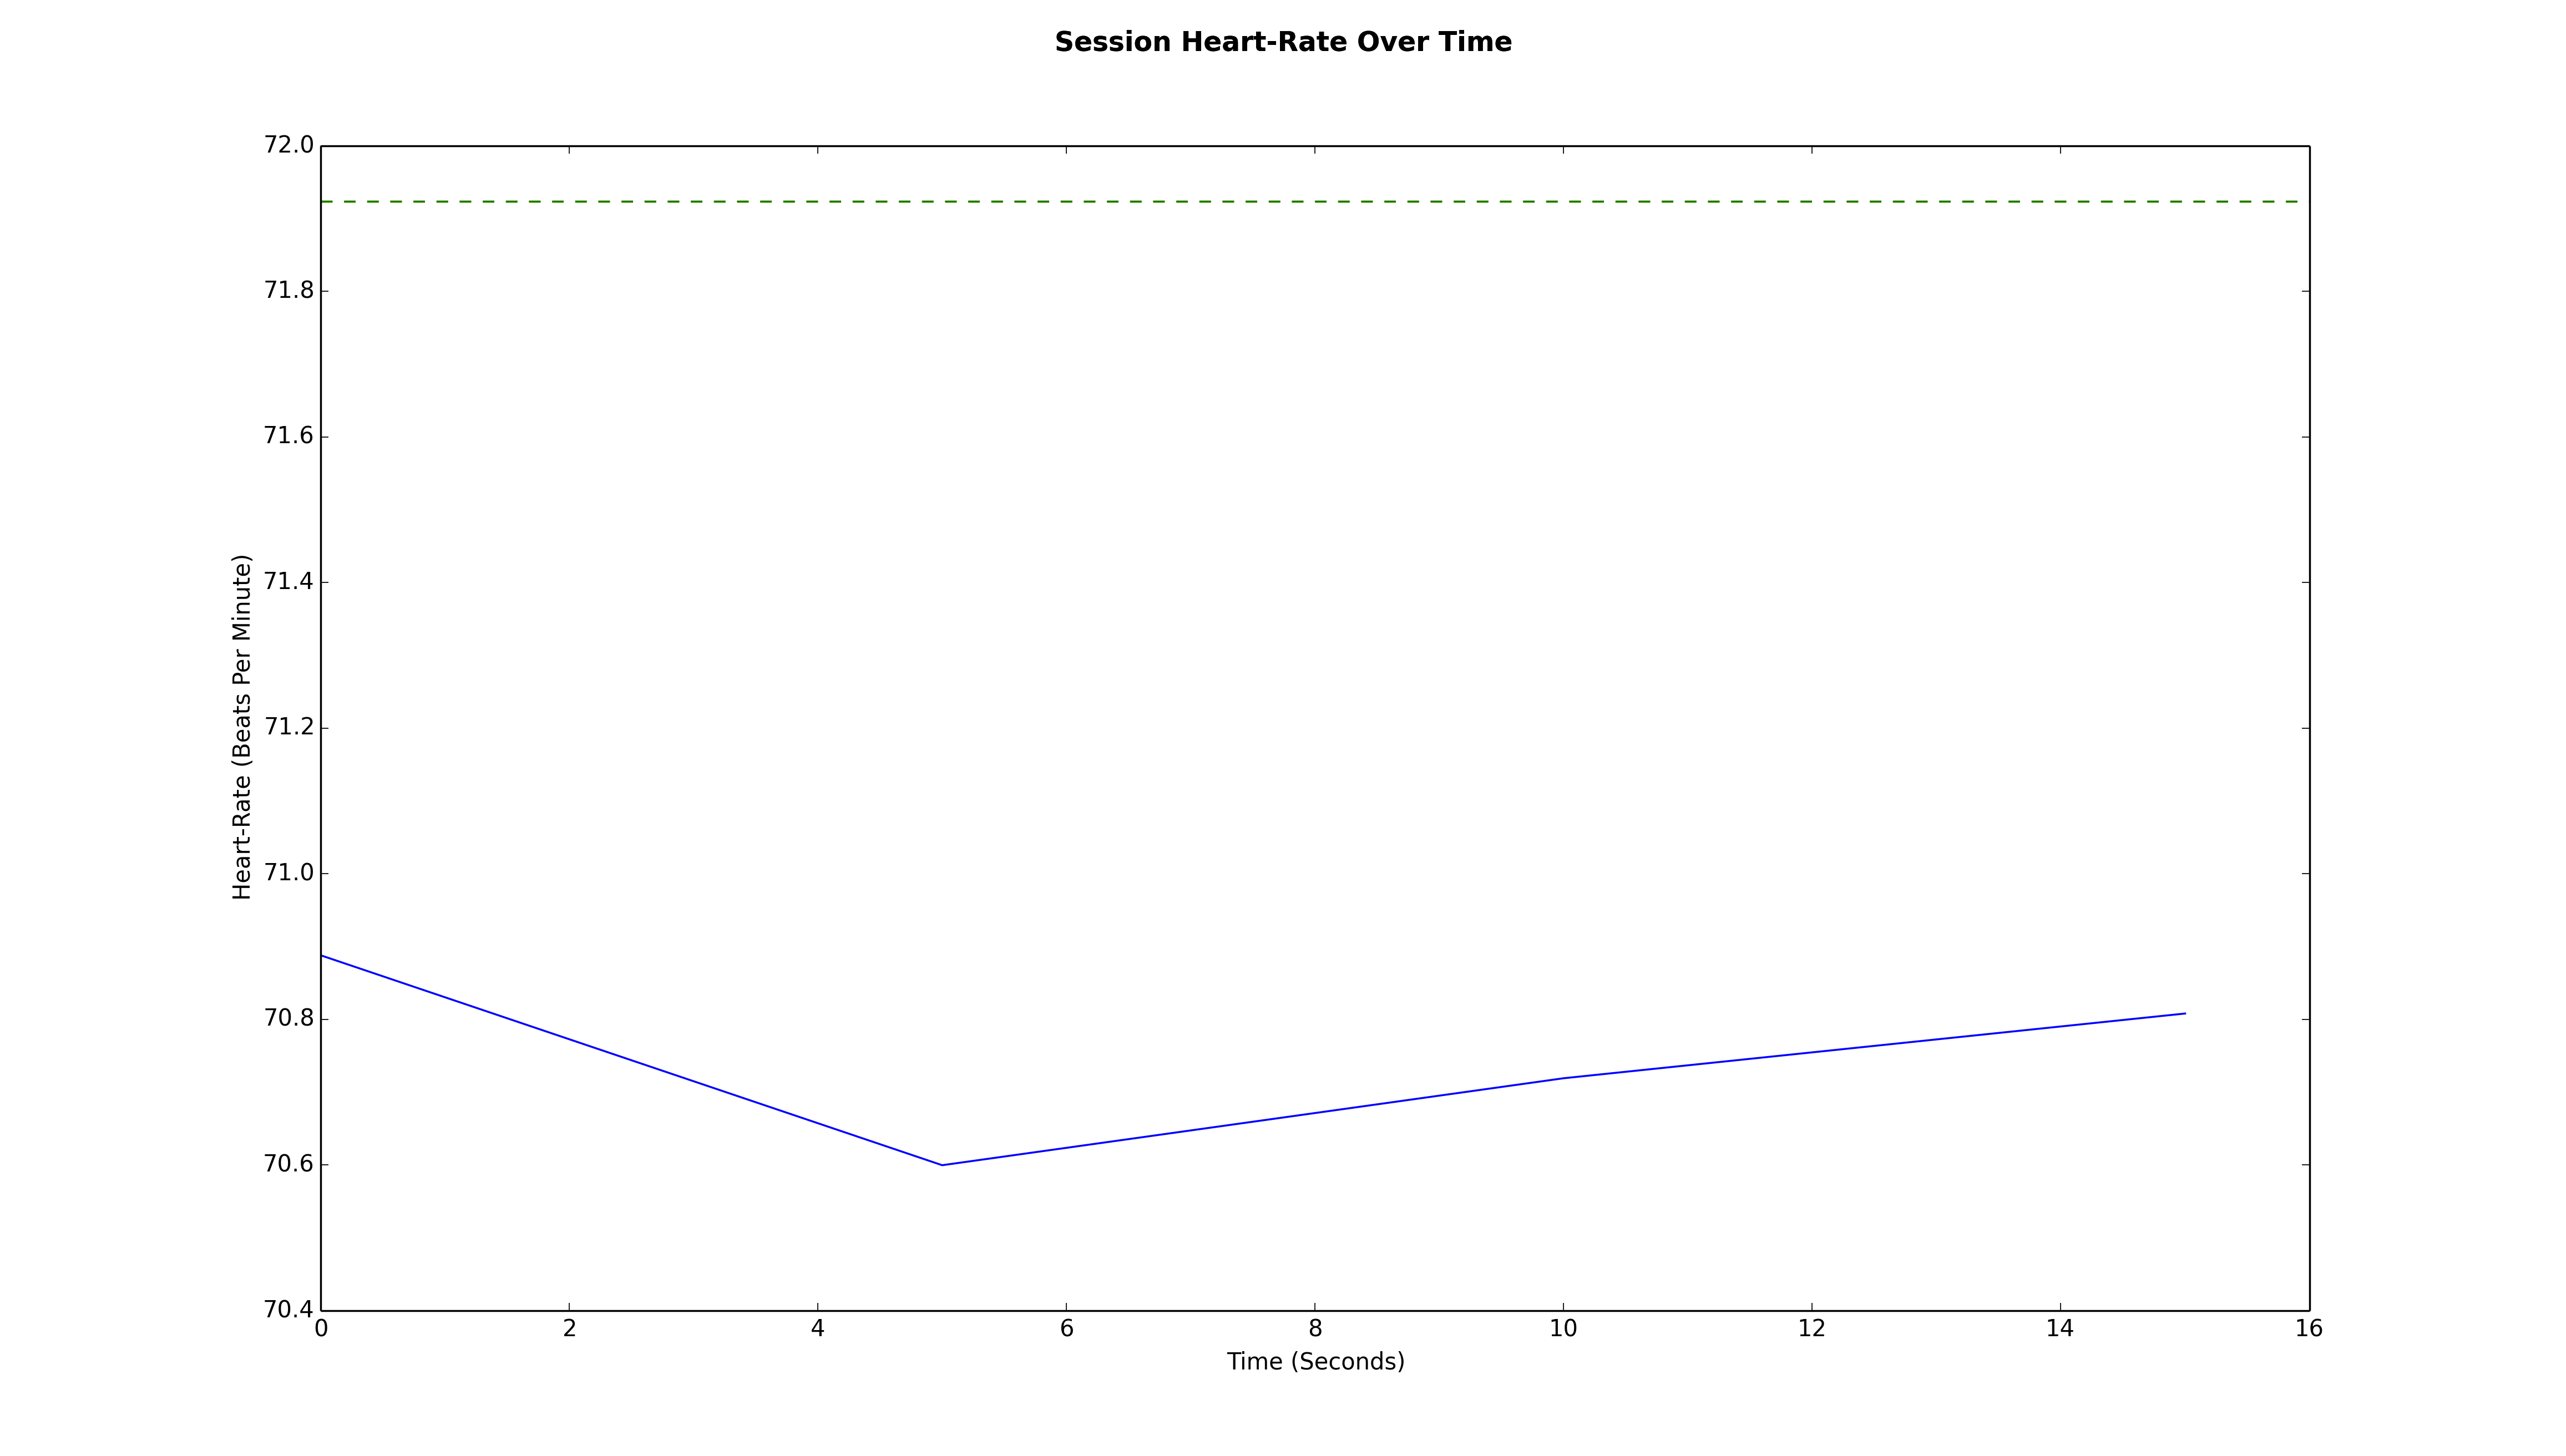 Session Heart-Rate Over Time
72.0
71.8
71.6
71.4
71.2
71.0
70.8
70.6
70.4
Heart-Rate (Beats Per Minute)
0 2 4 6 8 10 12 14 16
Time (Seconds)